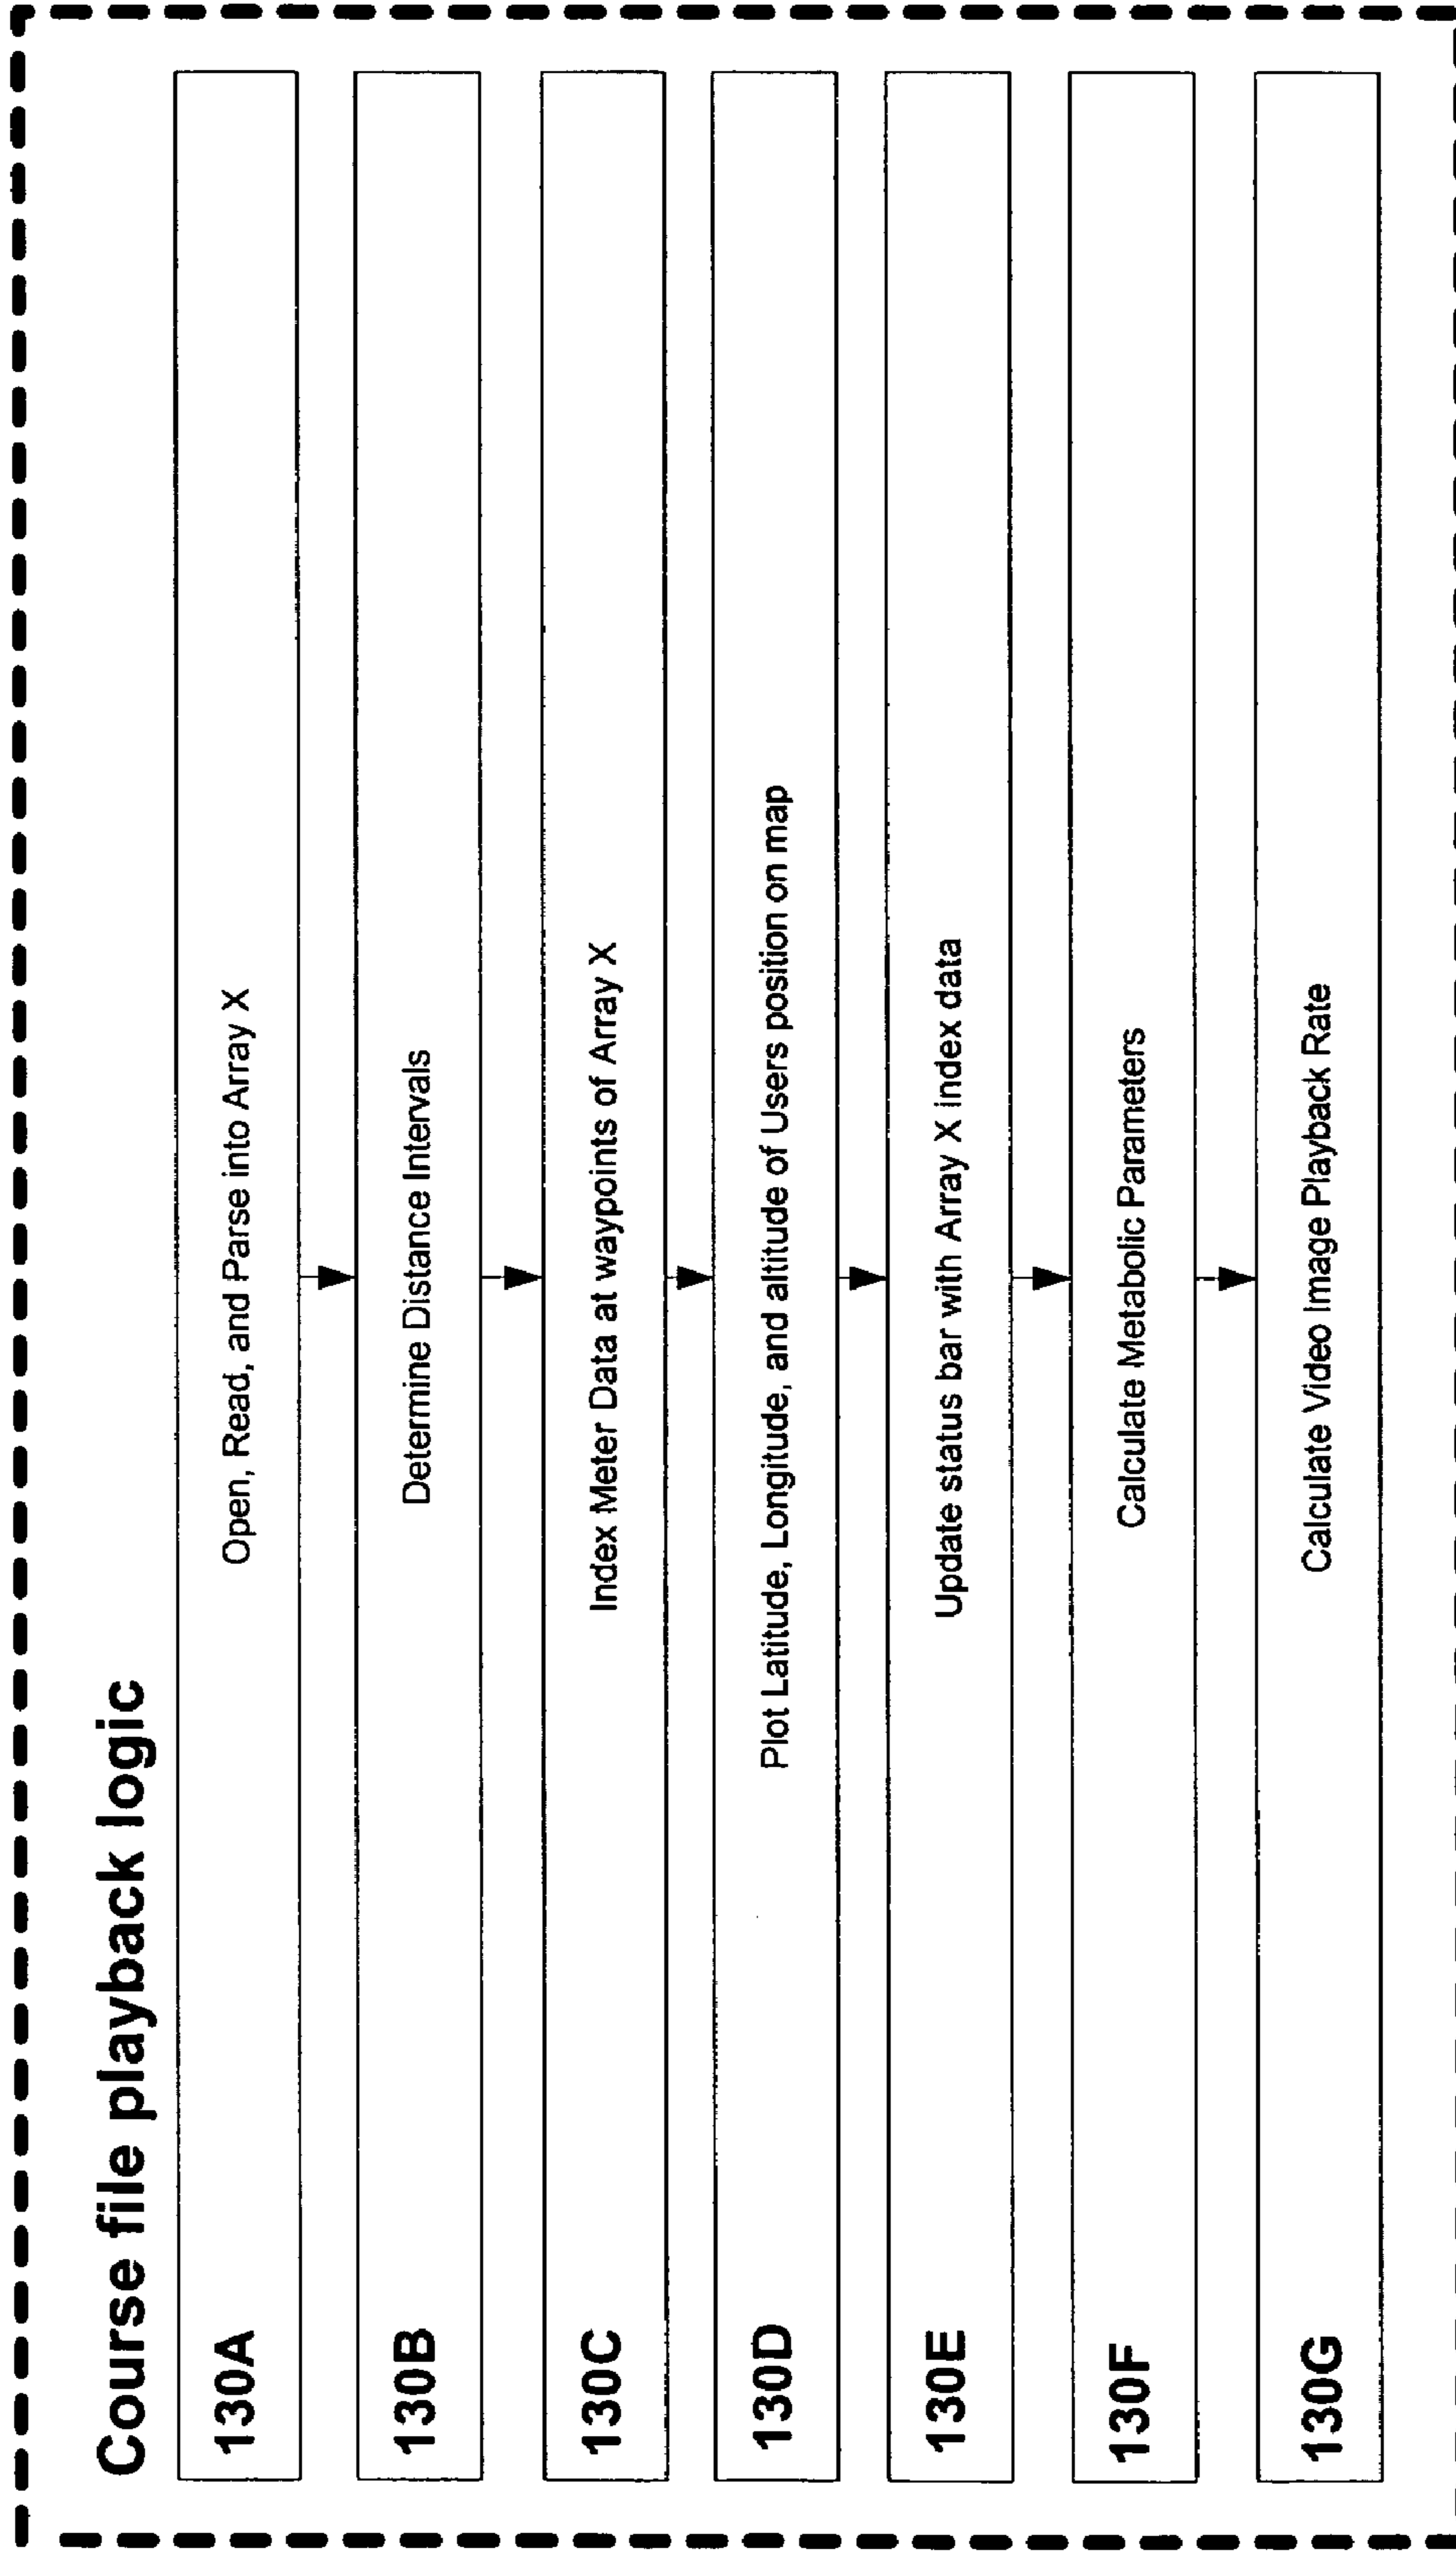 Course file playback logic
130A Open, Read, and Parse into Array X
130B Determine Distance Intervals
130C Index Meter Data at waypoints of Array X
130D Plot Latitude, Longitude, and altitude of Users position on map
130E Update status bar with Array X index data
130F Calculate Metabolic Parameters
130G Calculate Video Image Playback Rate